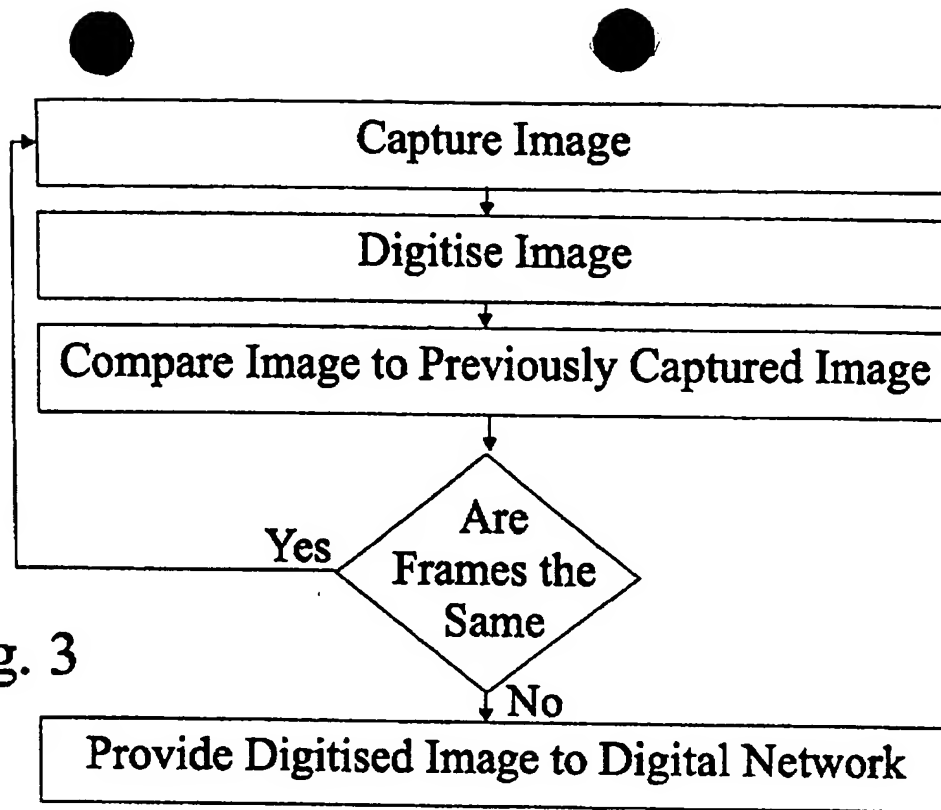 Capture Image
Digitise Image
Compare Image to Previously Captured Image
Are
Frames the
Same
Yes
No
g. 3
Provide Digitised Image to Digital Network